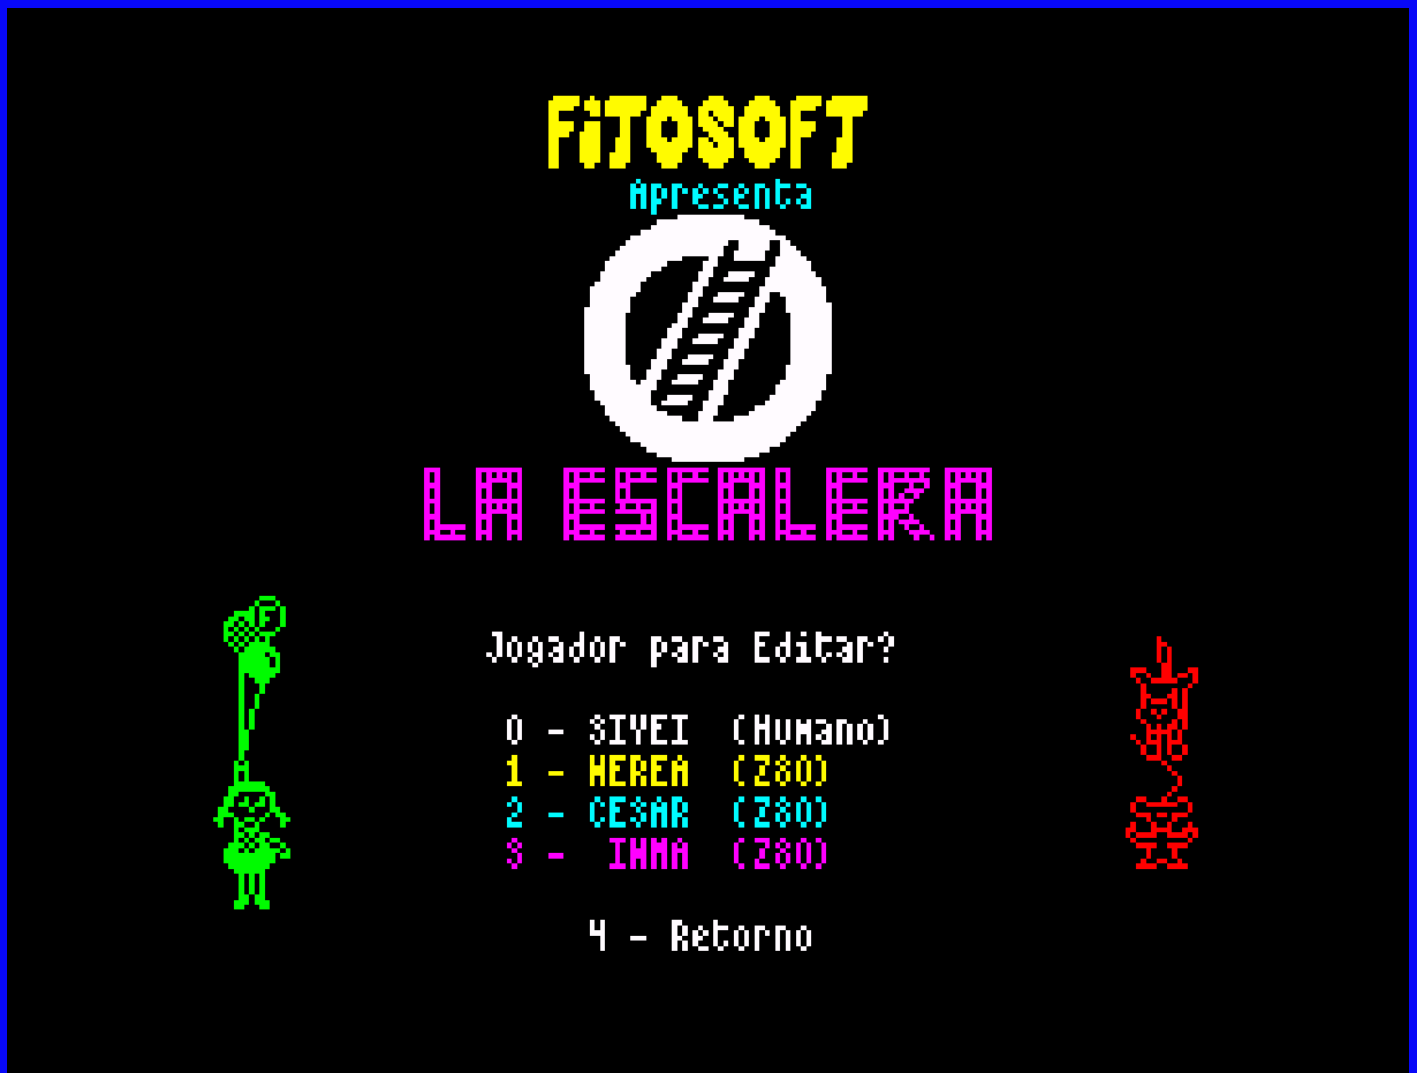 FiTOSOFT
Apresenta
LA ESCALERA
F
Jogador para Editar?
0 - SIYEI (Humano)
1 - NEREA (Z80)
2 - CESAR (Z80)
3 - INMA (Z80)
4 - Retorno